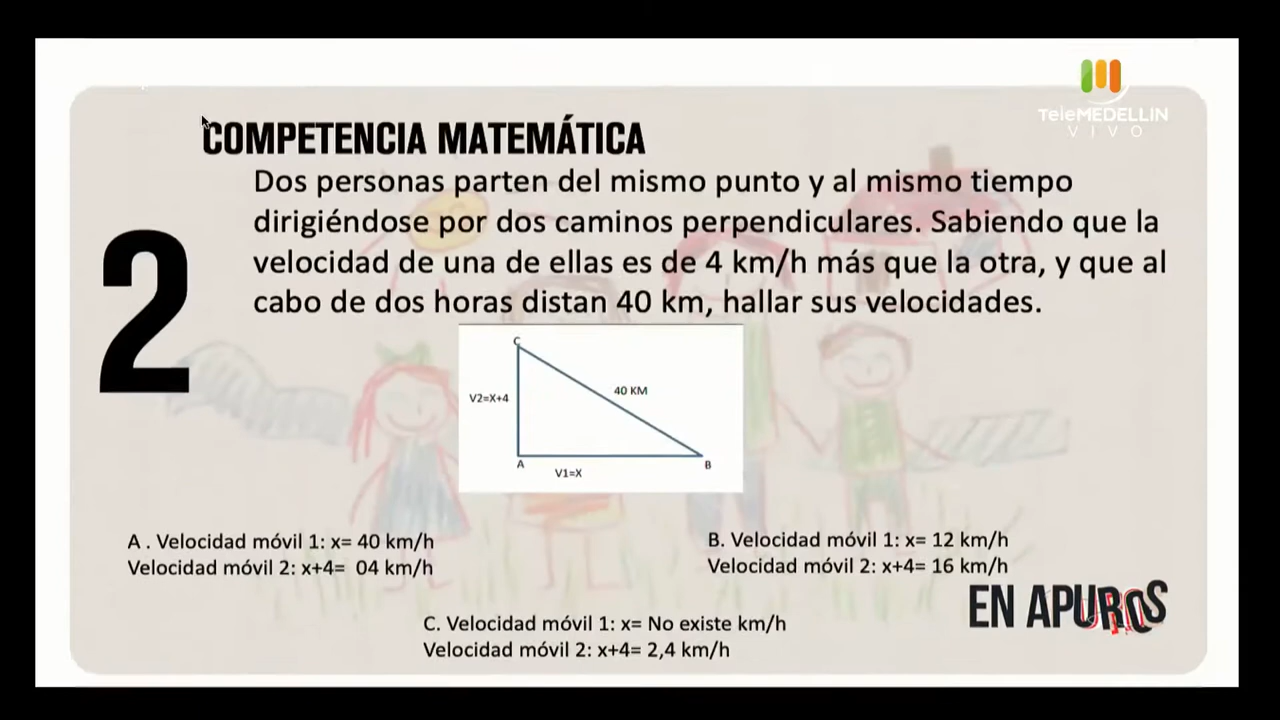 TeleMEDELLIN
VIVO
COMPETENCIA MATEMÁTICA
2
Dos personas parten del mismo punto y al mismo tiempo
dirigiéndose por dos caminos perpendiculares. Sabiendo que la
velocidad de una de ellas es de 4 km/h más que la otra, y que al
cabo de dos horas distan 40 km, hallar sus velocidades.
C
V2=X+4
40 KM
A
B
V1=X
A . Velocidad móvil 1: x= 40 km/h
Velocidad móvil 2: x+4= 04 km/h
B. Velocidad móvil 1: x= 12 km/h
Velocidad móvil 2: x+4= 16 km/h
C. Velocidad móvil 1: x= No existe km/h
Velocidad móvil 2: x+4= 2,4 km/h
EN APUROS